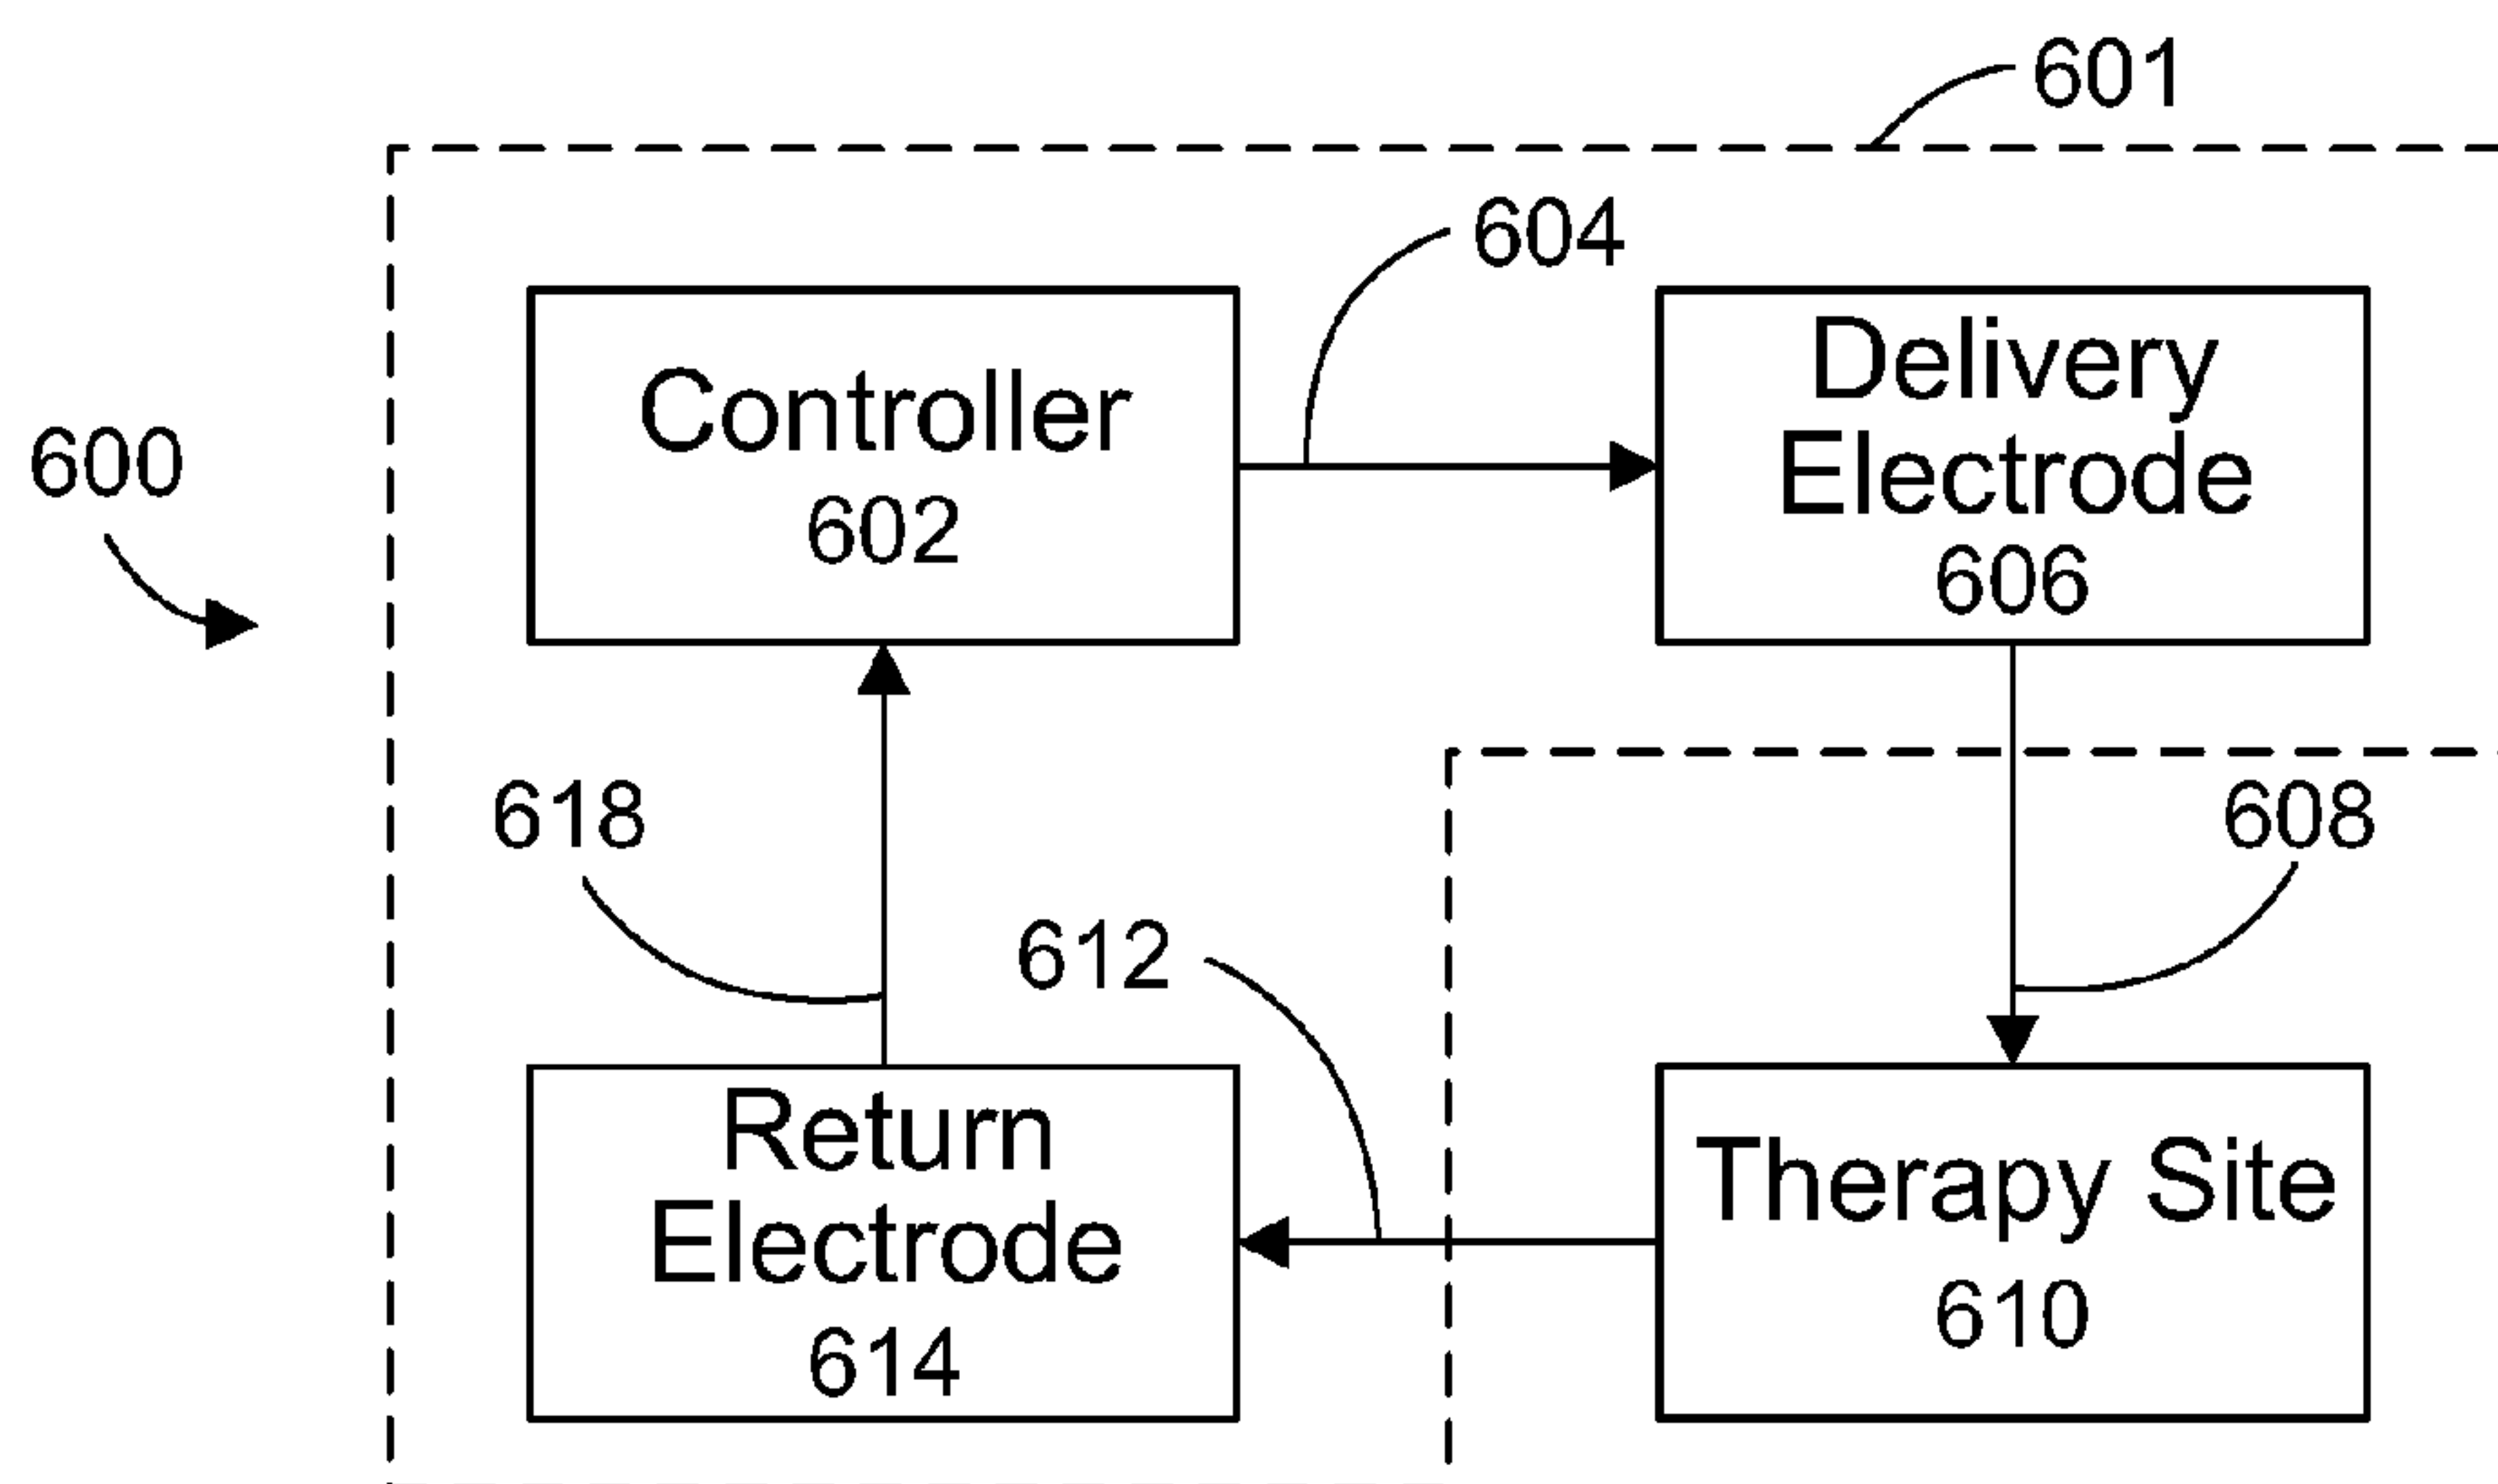 601
604
Controller
602
Delivery
Electrode
606
600
618
608
612
Return
Electrode
614
Therapy Site
610